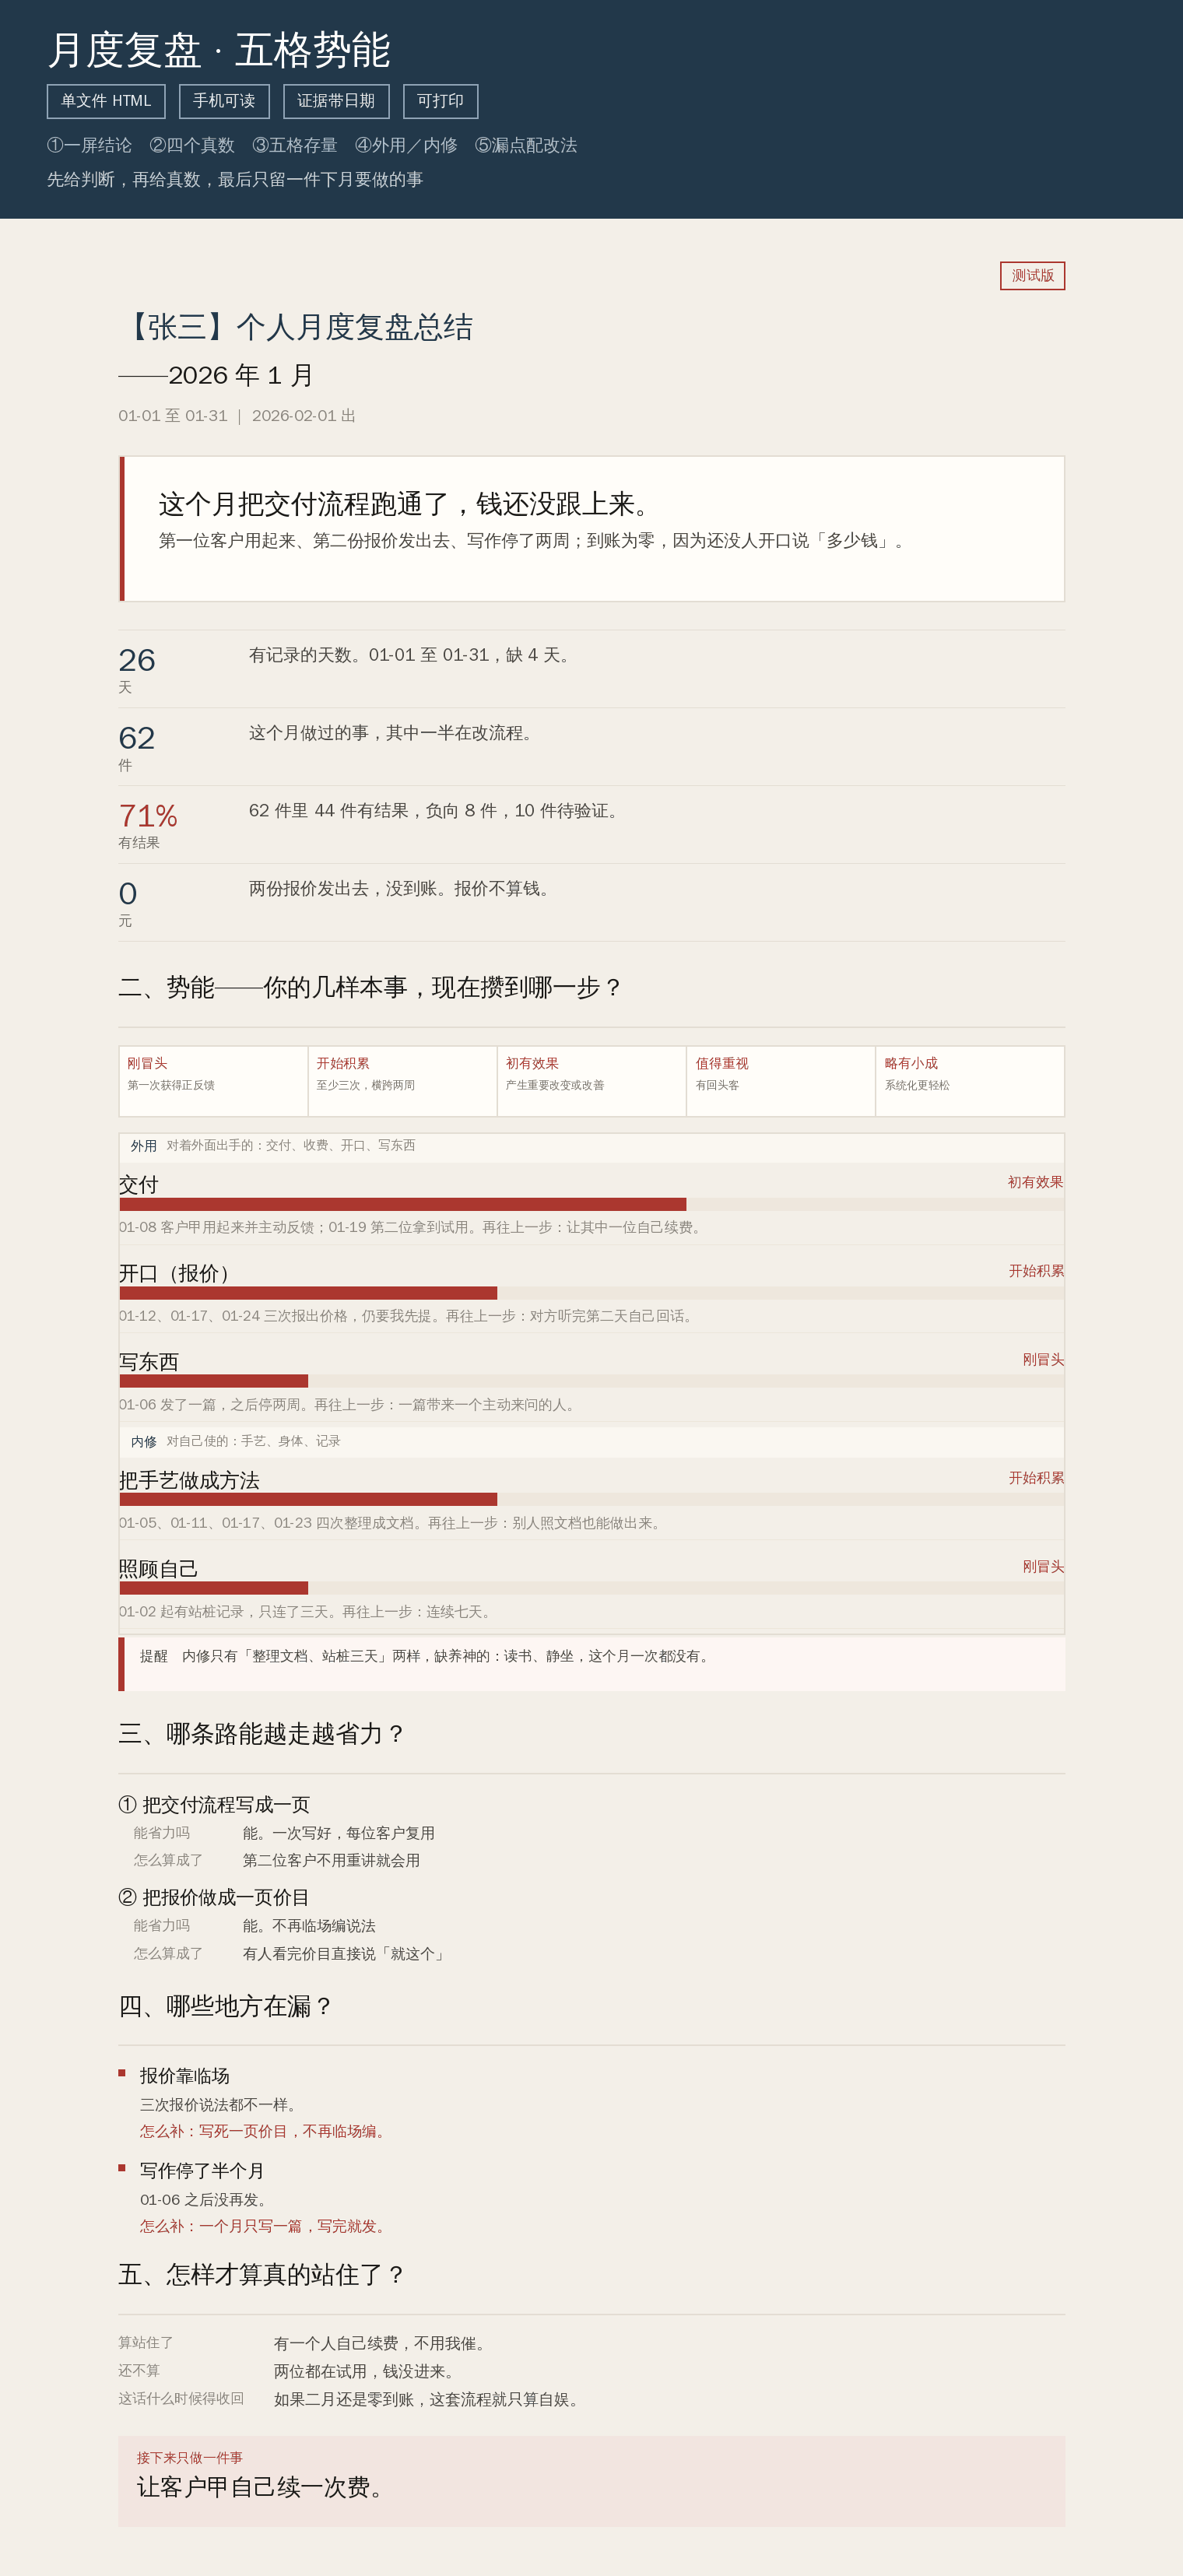 月度复盘 · 五格势能
单文件 HTML 手机可读 证据带日期 可打印
①一屏结论 ②四个真数 ③五格存量 ④外用／内修 ⑤漏点配改法
先给判断，再给真数，最后只留一件下月要做的事
测试版
【张三】个人月度复盘总结
——2026 年 1 月
01-01 至 01-31 ｜ 2026-02-01 出
这个月把交付流程跑通了，钱还没跟上来。
第一位客户用起来、第二份报价发出去、写作停了两周；到账为零，因为还没人开口说「多少钱」。
26 有记录的天数。01-01 至 01-31，缺 4 天。
天
62 这个月做过的事，其中一半在改流程。
件
71% 62 件里 44 件有结果，负向 8 件，10 件待验证。
有结果
0 两份报价发出去，没到账。报价不算钱。
元
二、势能——你的几样本事，现在攒到哪一步？
刚冒头 开始积累 初有效果 值得重视 略有小成
第一次获得正反馈 至少三次，横跨两周 产生重要改变或改善 有回头客 系统化更轻松
外用 对着外面出手的：交付、收费、开口、写东西
交付 初有效果
01-08 客户甲用起来并主动反馈；01-19 第二位拿到试用。再往上一步：让其中一位自己续费。
开口（报价） 开始积累
01-12、01-17、01-24 三次报出价格，仍要我先提。再往上一步：对方听完第二天自己回话。
写东西 刚冒头
01-06 发了一篇，之后停两周。再往上一步：一篇带来一个主动来问的人。
内修 对自己使的：手艺、身体、记录
把手艺做成方法 开始积累
01-05、01-11、01-17、01-23 四次整理成文档。再往上一步：别人照文档也能做出来。
照顾自己 刚冒头
01-02 起有站桩记录，只连了三天。再往上一步：连续七天。
提醒 内修只有「整理文档、站桩三天」两样，缺养神的：读书、静坐，这个月一次都没有。
三、哪条路能越走越省力？
① 把交付流程写成一页
能省力吗 能。一次写好，每位客户复用
怎么算成了 第二位客户不用重讲就会用
② 把报价做成一页价目
能省力吗 能。不再临场编说法
怎么算成了 有人看完价目直接说「就这个」
四、哪些地方在漏？
报价靠临场
三次报价说法都不一样。
怎么补：写死一页价目，不再临场编。
写作停了半个月
01-06 之后没再发。
怎么补：一个月只写一篇，写完就发。
五、怎样才算真的站住了？
算站住了 有一个人自己续费，不用我催。
还不算 两位都在试用，钱没进来。
这话什么时候得收回 如果二月还是零到账，这套流程就只算自娱。
接下来只做一件事
让客户甲自己续一次费。